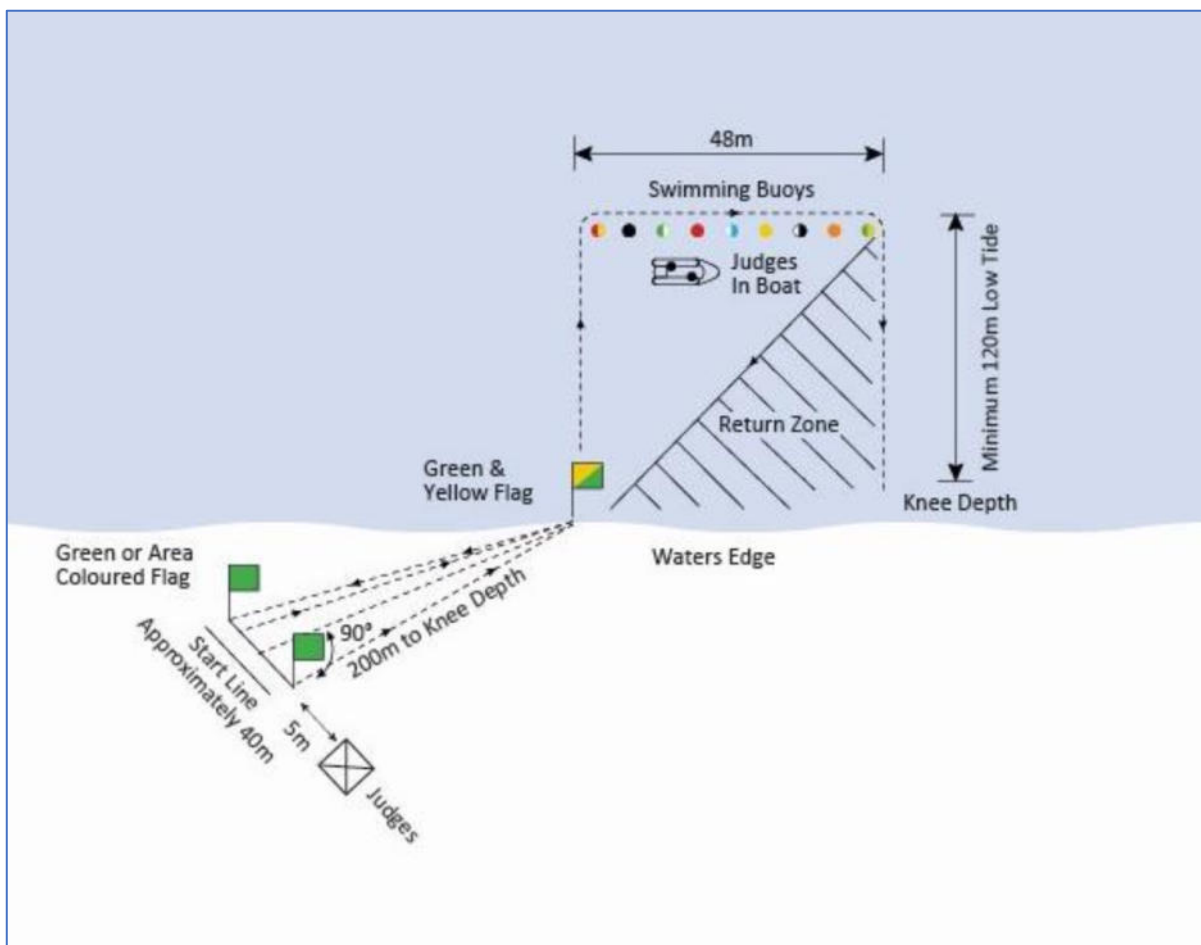 48m
Swimming Buoys
Judges
In Boat
Minimum 120m Low Tide
Return Zone
Green &
Yellow Flag
Knee Depth
Green or Area
Coloured Flag
Waters Edge
90°
200m to Knee Depth
Start Line
Approximately 40m
5m
Judges